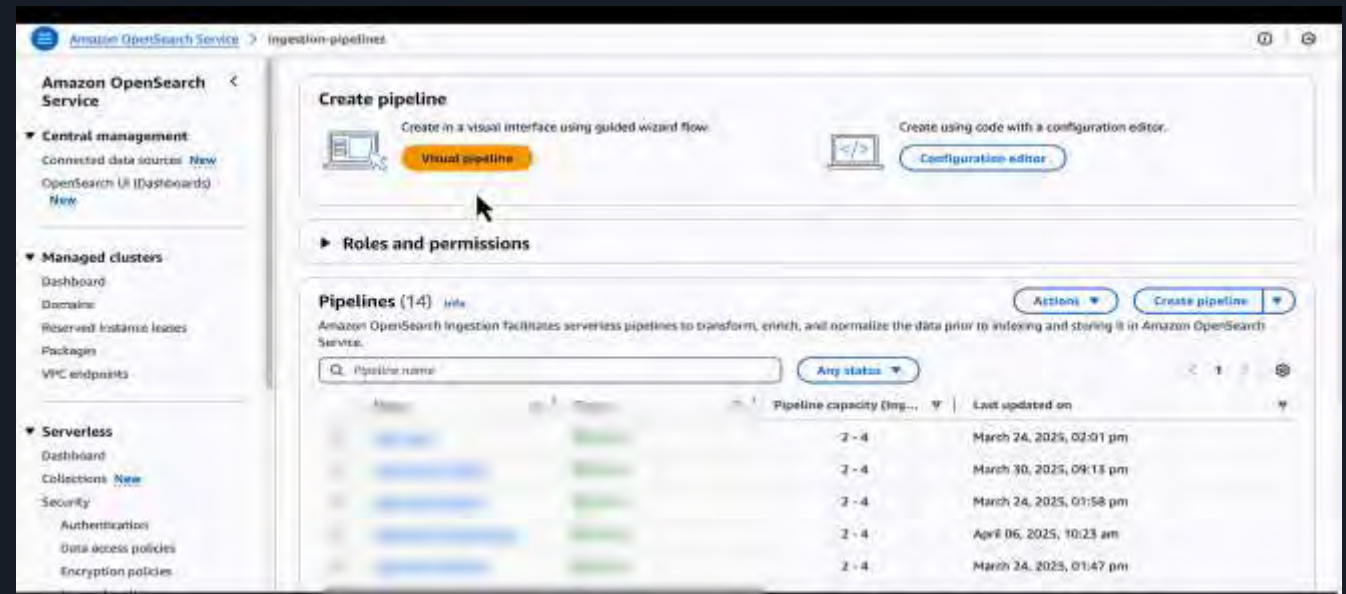 Amazon OpenSearch Service > ingestion-pipelines
Amazon OpenSearch Service
Central management
Connected data sources New
OpenSearch UI (Dashboards) New
Managed clusters
Dashboard
Domains
Reserved instance leases
Packages
VPC endpoints
Serverless
Dashboard
Collections New
Security
Authentication
Data access policies
Encryption policies
Create pipeline
Create in a visual interface using guided wizard flow.
Visual pipeline
Create using code with a configuration editor.
Configuration editor
Roles and permissions
Pipelines (14) Info
Actions
Create pipeline
Amazon OpenSearch Ingestion facilitates serverless pipelines to transform, enrich, and normalize the data prior to indexing and storing it in Amazon OpenSearch
Service.
Pipeline name
Any status
1
Pipeline capacity (Ing... Last updated on
2 - 4 March 24, 2025, 02:01 pm
2 - 4 March 30, 2025, 09:13 pm
2 - 4 March 24, 2025, 01:58 pm
2 - 4 April 06, 2025, 10:23 am
2 - 4 March 24, 2025, 01:47 pm